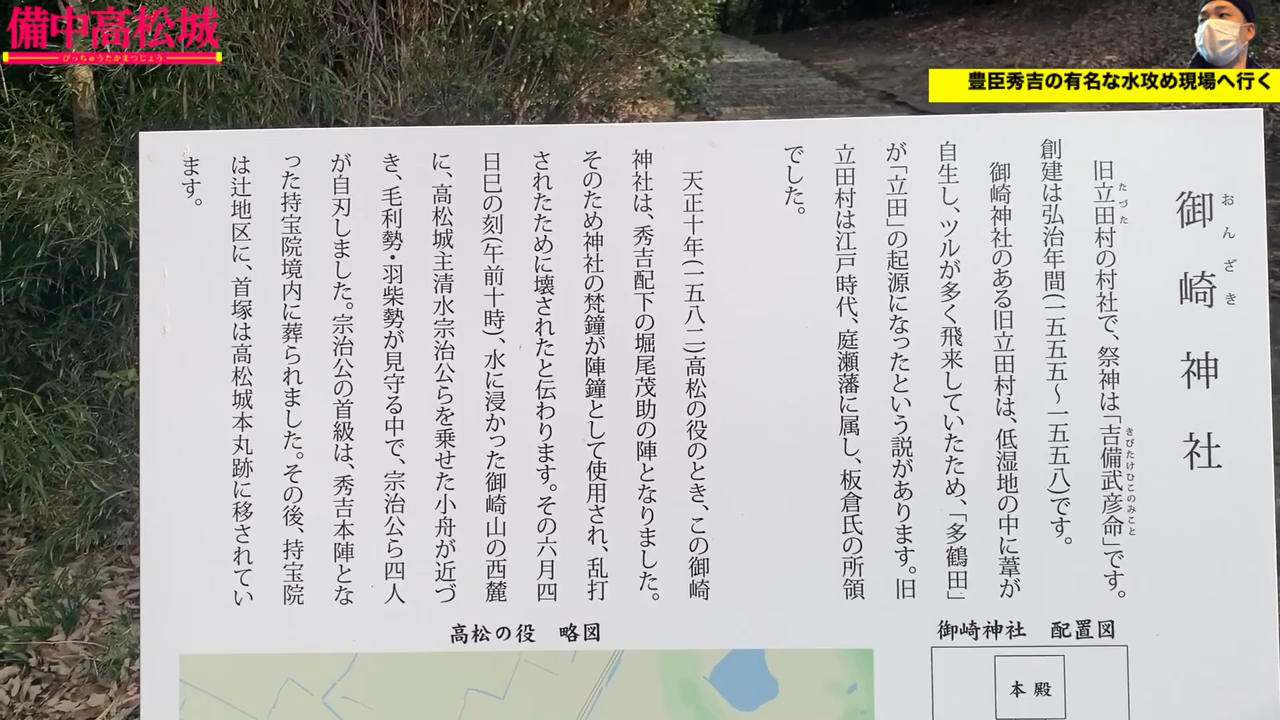 備中高松城
びっちゅうたかまつじょう
豊臣秀吉の有名な水攻め現場へ行く
御崎神社
おんざき
旧立田村の村社で、祭神は「吉備武彦命」です。
たづた
きびたけひこのみこと
創建は弘治年間(一五五五〜一五五八)です。
御崎神社のある旧立田村は、低湿地の中に葦が
自生し、ツルが多く飛来していたため、「多鶴田」
が「立田」の起源になったという説があります。旧
立田村は江戸時代、庭瀬藩に属し、板倉氏の所領
でした。
天正十年(一五八二)高松の役のとき、この御崎
神社は、秀吉配下の堀尾茂助の陣となりました。
そのため神社の梵鐘が陣鐘として使用され、乱打
されたために壊されたと伝わります。その六月四
日巳の刻(午前十時)、水に浸かった御崎山の西麓
に、高松城主清水宗治公らを乗せた小舟が近づ
き、毛利勢・羽柴勢が見守る中で、宗治公ら四人
が自刃しました。宗治公の首級は、秀吉本陣とな
った持宝院境内に葬られました。その後、持宝院
は辻地区に、首塚は高松城本丸跡に移されてい
ます。
高松の役 略図
御崎神社 配置図
本殿